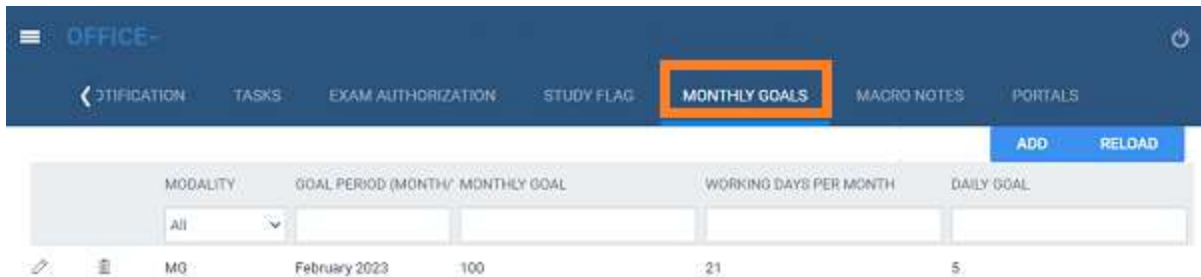 OFFICE-
OTIFICATION TASKS EXAM AUTHORIZATION STUDY FLAG MONTHLY GOALS MACRO NOTES PORTALS
ADD RELOAD
MODALITY GOAL PERIOD (MONTH/ MONTHLY GOAL WORKING DAYS PER MONTH DAILY GOAL
All
MG February 2023 100 21 5